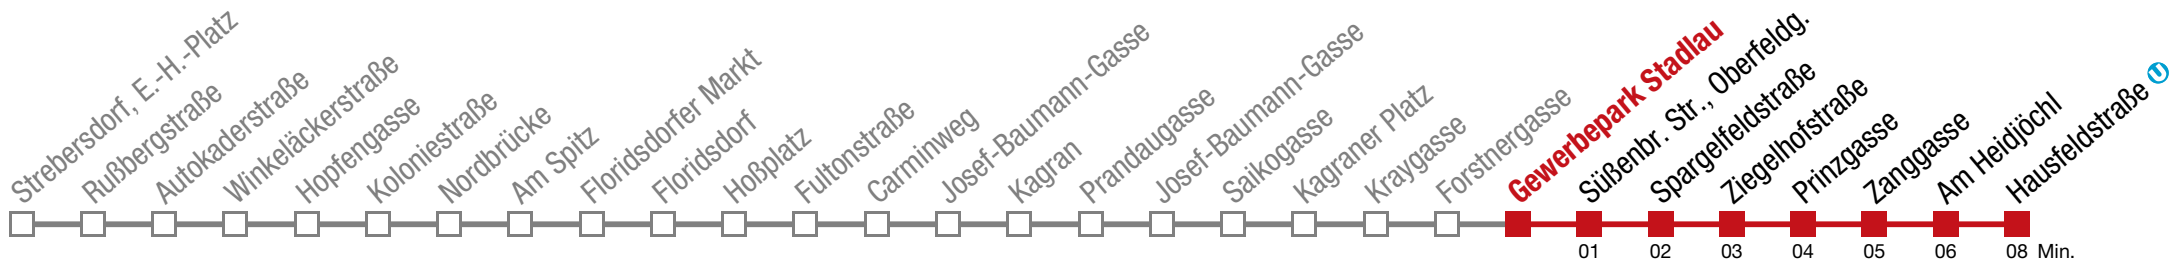 Strebersdorf, E.-H.-Platz
Rußbergstraße
Autokaderstraße
Winkeläckerstraße
Hopfengasse
Koloniestraße
Nordbrücke
Am Spitz
Floridsdorfer Markt
Floridsdorf
Hoßplatz
Fultonstraße
Carminweg
Josef-Baumann-Gasse
Kagran
Prandaugasse
Josef-Baumann-Gasse
Saikogasse
Kagraner Platz
Kraygasse
Forstnergasse
Gewerbepark Stadlau
Süßenbr. Str., Oberfeldg.
Spargelfeldstraße
Ziegelhofstraße
Prinzgasse
Zanggasse
Am Heidjöchl
Hausfeldstraße U
01 02 03 04 05 06 08 Min.